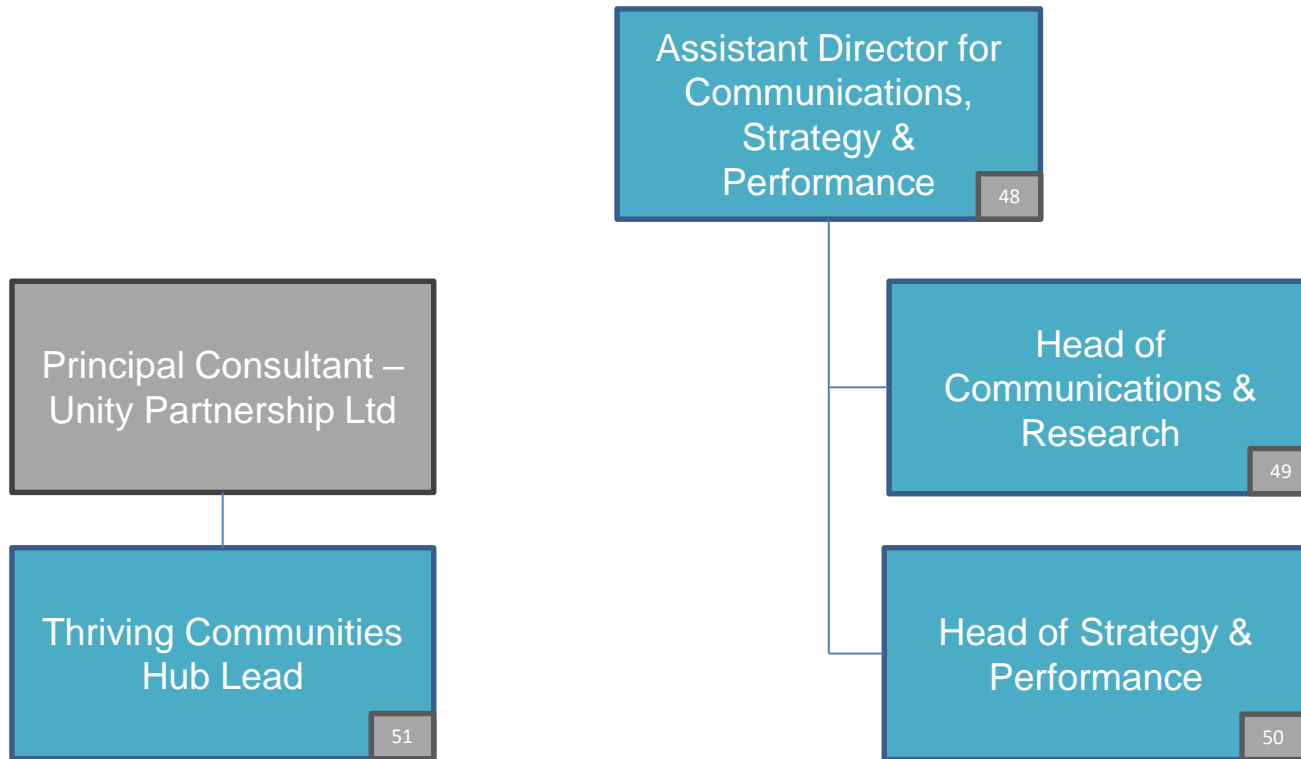 Assistant Director for
Communications,
Strategy &
Performance
48
Principal Consultant –
Unity Partnership Ltd
Head of
Communications &
Research
49
Thriving Communities
Hub Lead
51
Head of Strategy &
Performance
50